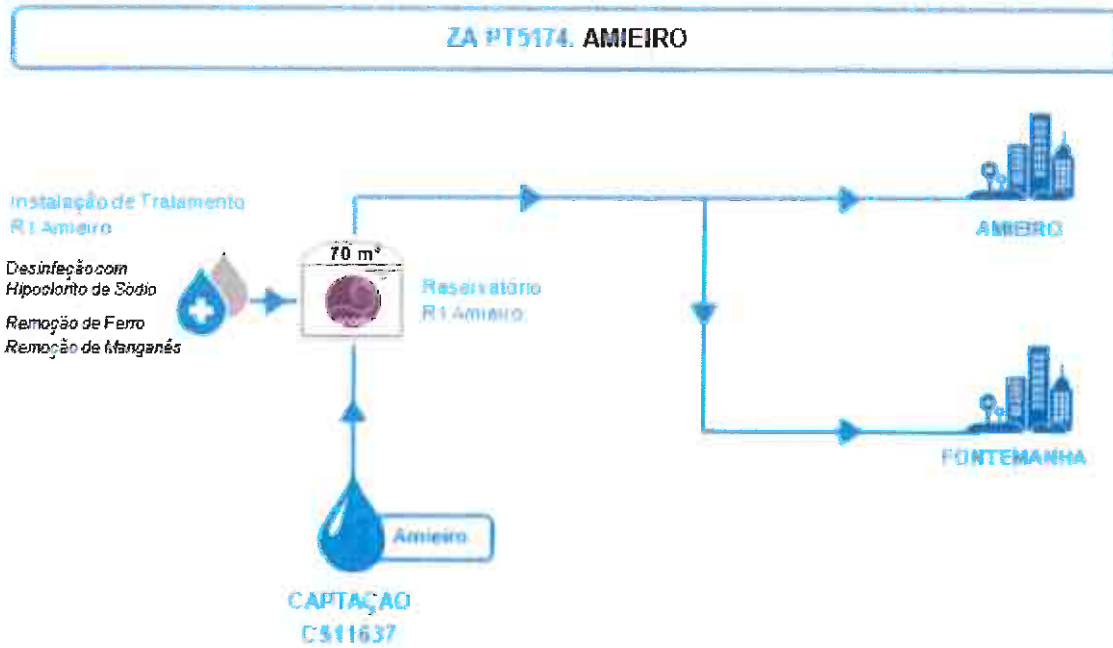 ZA PT5174. AMIEIRO
Instalação de Tratamento
R1 Amieiro
Desinfeção com
Hipoclorito de Sódio
Remoção de Ferro
Remoção de Manganês
70 m³
Reservatório
R1 Amieiro
AMIEIRO
FONTEMANHA
Amieiro
CAPTAÇÃO
C511637